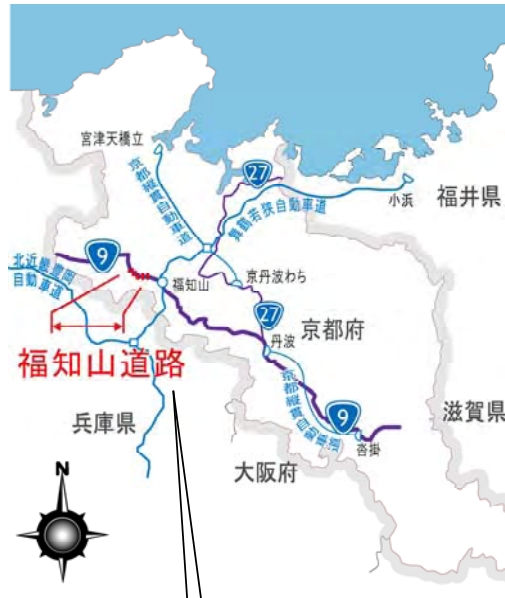 宮津天橋立
京都縦貫自動車道
27
舞鶴若狭自動車道
小浜
福井県
9
北近畿豊岡
自動車道
福知山
京丹波わち
27
京都府
丹波
福知山道路
京都縦貫自動車道
9
沓掛
滋賀県
兵庫県
大阪府
N